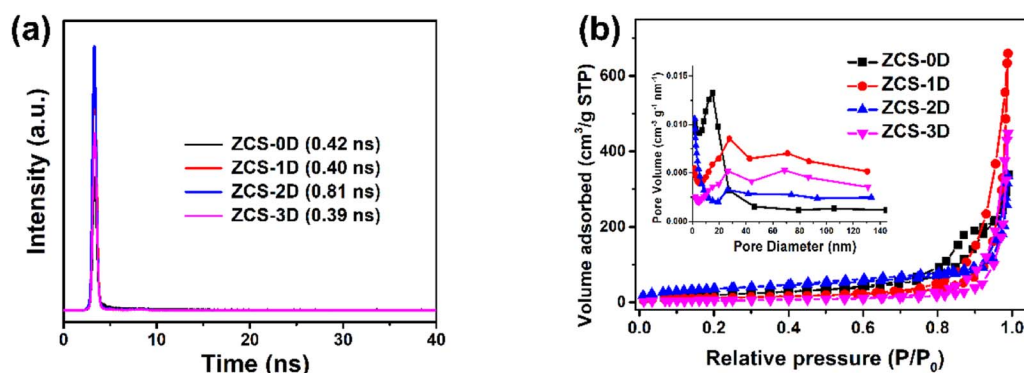 (a)
Intensity (a.u.)
ZCS-0D (0.42 ns)
ZCS-1D (0.40 ns)
ZCS-2D (0.81 ns)
ZCS-3D (0.39 ns)
0 10 20 30 40
Time (ns)
(b)
Volume adsorbed (cm³/g STP)
600
400
200
0
ZCS-0D
ZCS-1D
ZCS-2D
ZCS-3D
Pore Volume (cm⁻³ g⁻¹ nm⁻¹)
0.015
0.010
0.005
0.000
0 20 40 60 80 100 120 140
Pore Diameter (nm)
0.0 0.2 0.4 0.6 0.8 1.0
Relative pressure (P/P₀)